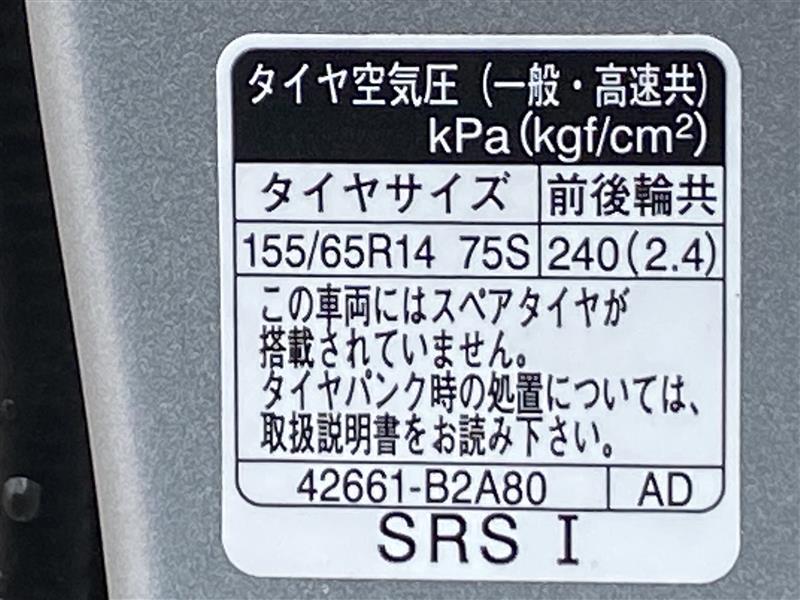 タイヤ空気圧（一般・高速共）
kPa(kgf/cm²)
タイヤサイズ 前後輪共
155/65R14 75S 240(2.4)
この車両にはスペアタイヤが
搭載されていません。
タイヤパンク時の処置については、
取扱説明書をお読み下さい。
42661-B2A80 AD
SRS I